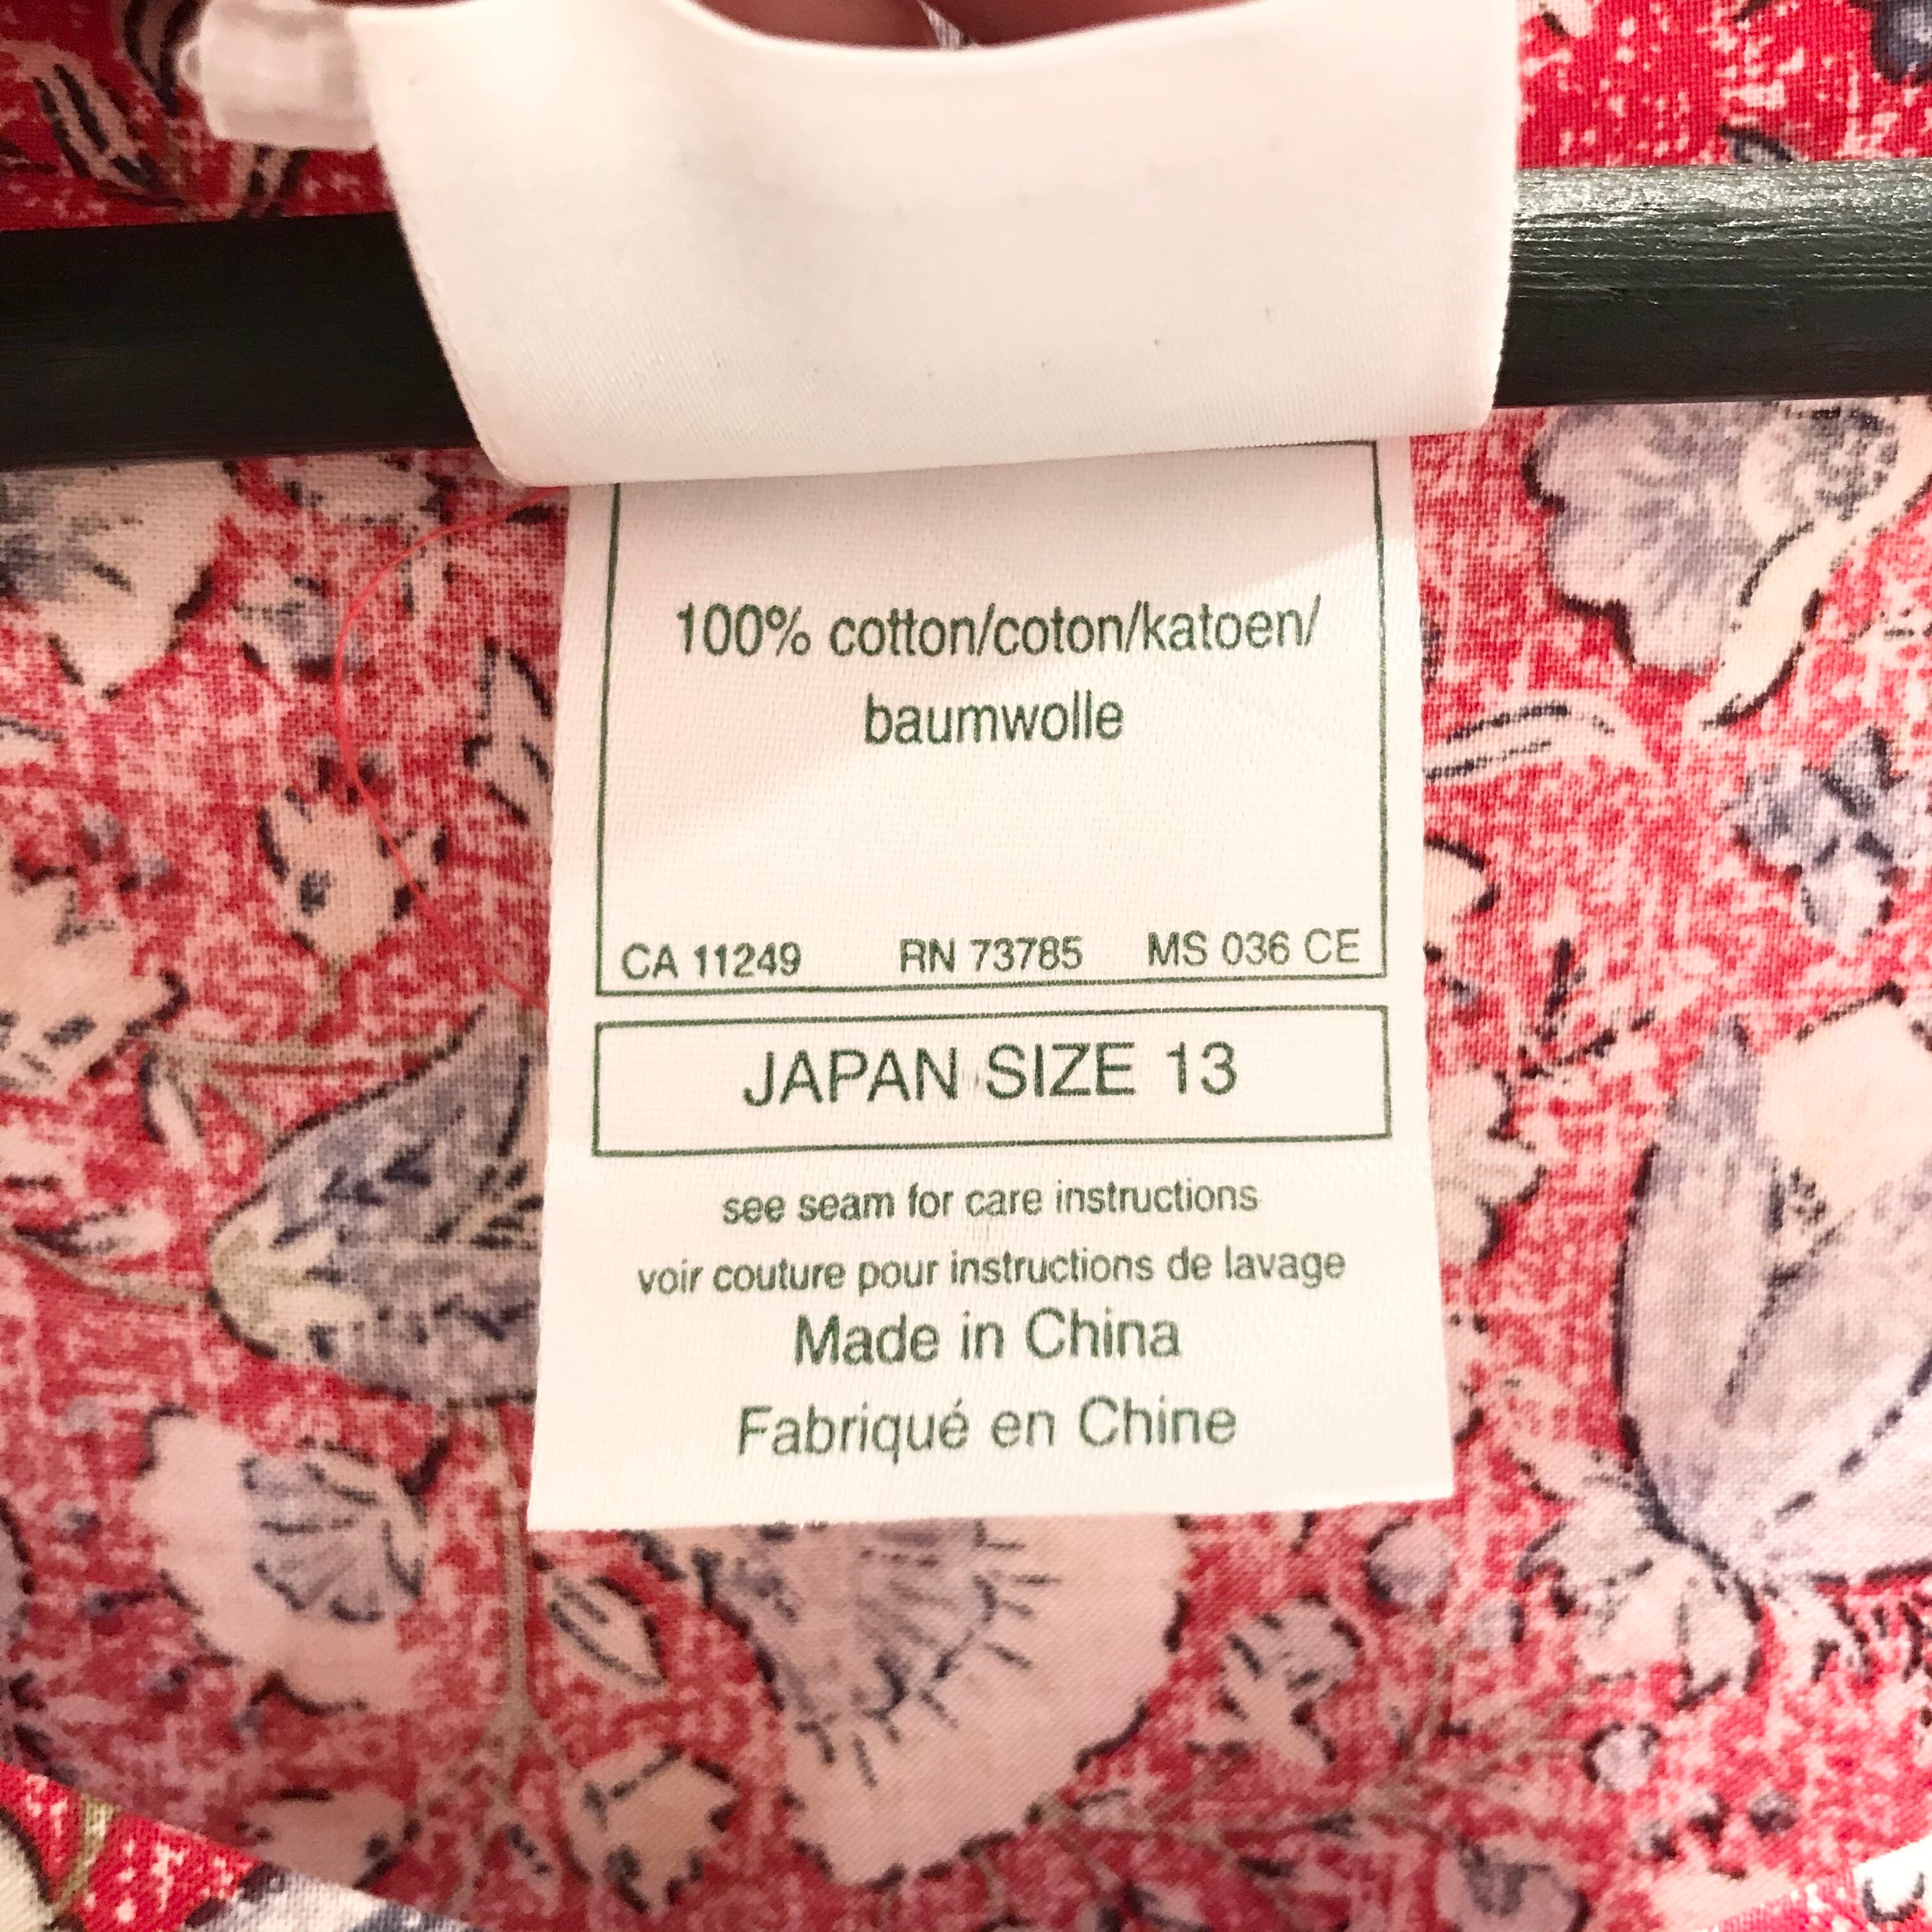 100% cotton/coton/katoen/
baumwolle
CA 11249 RN 73785 MS 036 CE
JAPAN SIZE 13
see seam for care instructions
voir couture pour instructions de lavage
Made in China
Fabriqué en Chine